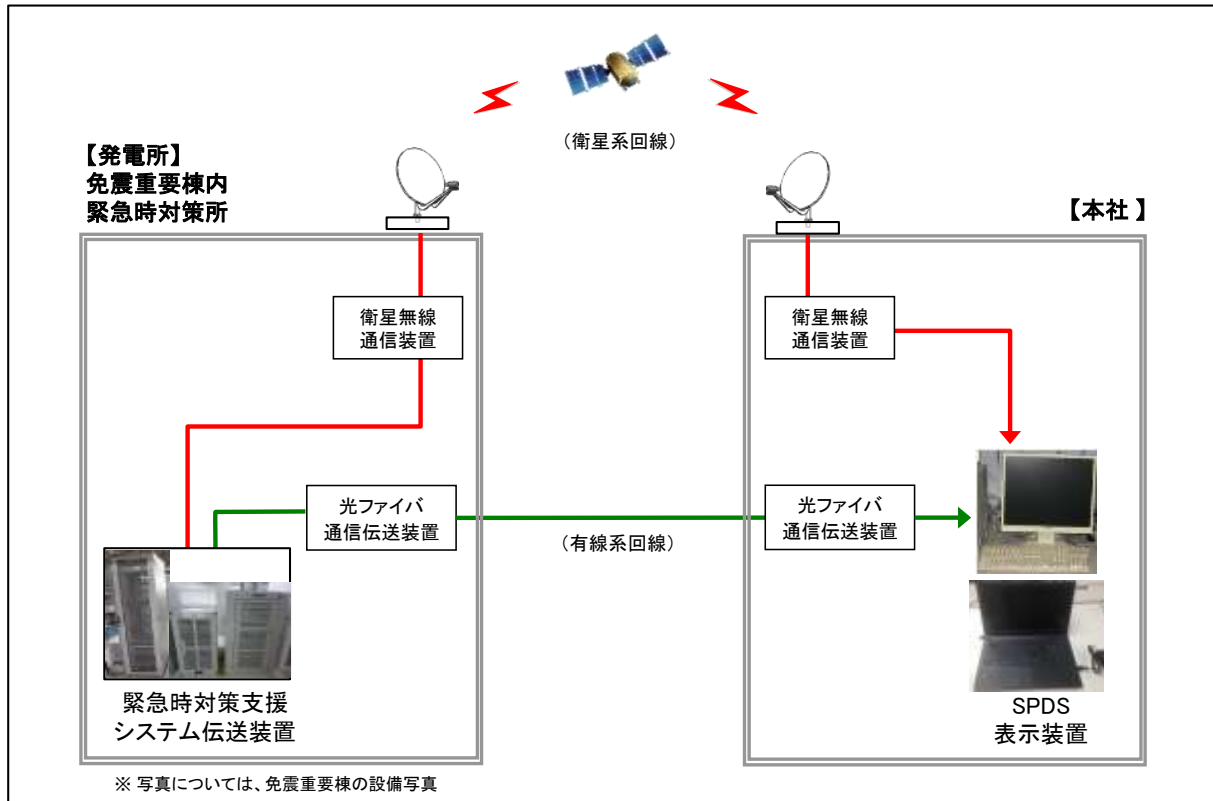 (衛星系回線)
【発電所】
免震重要棟内
緊急時対策所
【本社 】
衛星無線
通信装置
衛星無線
通信装置
光ファイバ
通信伝送装置
(有線系回線)
光ファイバ
通信伝送装置
緊急時対策支援
システム伝送装置
SPDS
表示装置
※ 写真については、免震重要棟の設備写真